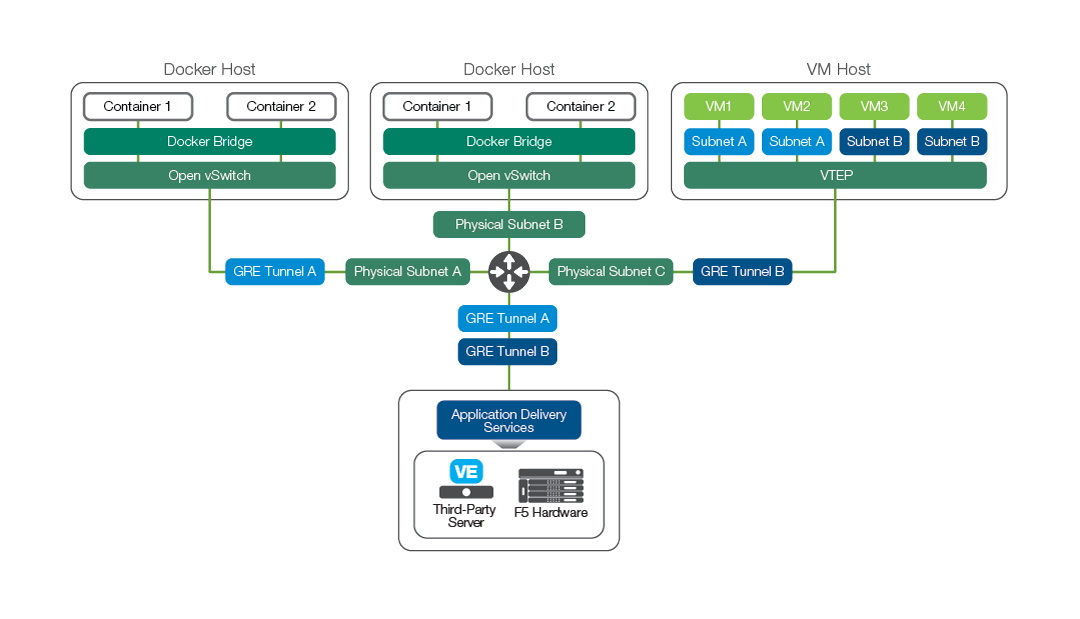 Docker Host
Docker Host
VM Host
Container 1
Container 2
Container 1
Container 2
VM1
VM2
VM3
VM4
Docker Bridge
Docker Bridge
Subnet A
Subnet A
Subnet B
Subnet B
Open vSwitch
Open vSwitch
VTEP
Physical Subnet B
GRE Tunnel A
Physical Subnet A
Physical Subnet C
GRE Tunnel B
GRE Tunnel A
GRE Tunnel B
Application Delivery
Services
VE
Third-Party
Server
F5 Hardware